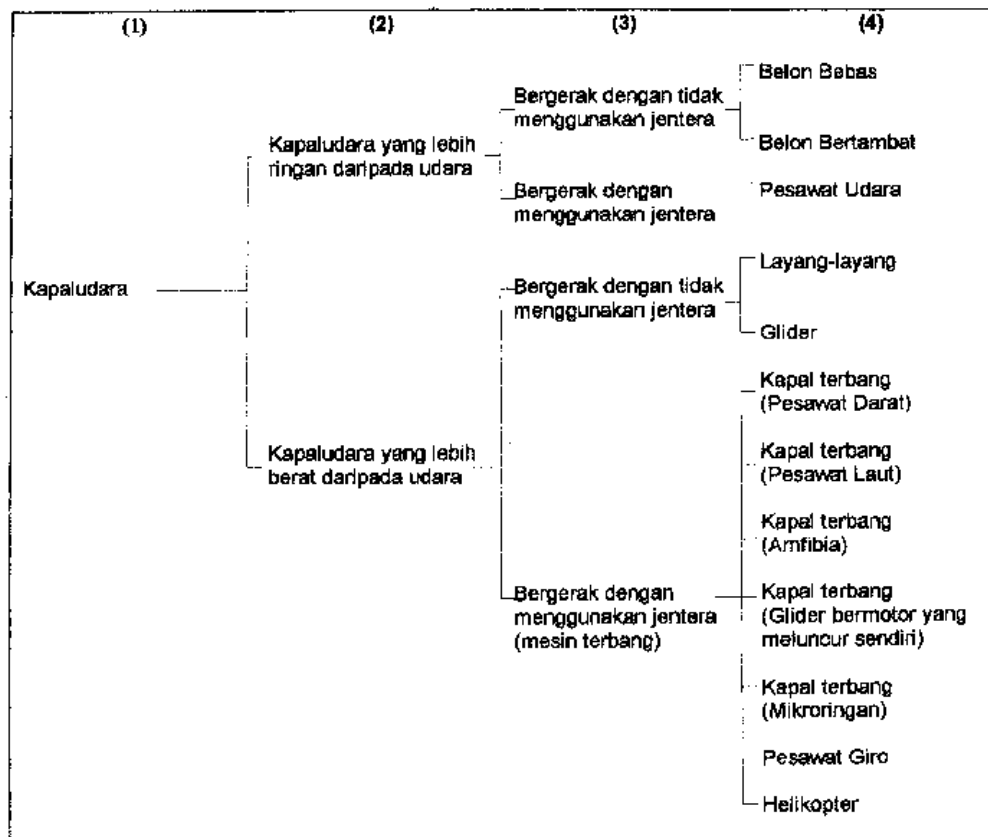 (1)
(2)
(3)
(4)
Kapaludara
Kapaludara yang lebih
ringan daripada udara
Kapaludara yang lebih
berat daripada udara
Bergerak dengan tidak
menggunakan jentera
Bergerak dengan
menggunakan jentera
Bergerak dengan tidak
menggunakan jentera
Bergerak dengan
menggunakan jentera
(mesin terbang)
Belon Bebas
Belon Bertambat
Pesawat Udara
Layang-layang
Glider
Kapal terbang
(Pesawat Darat)
Kapal terbang
(Pesawat Laut)
Kapal terbang
(Amfibia)
Kapal terbang
(Glider bermotor yang
meluncur sendiri)
Kapal terbang
(Mikroringan)
Pesawat Giro
Helikopter